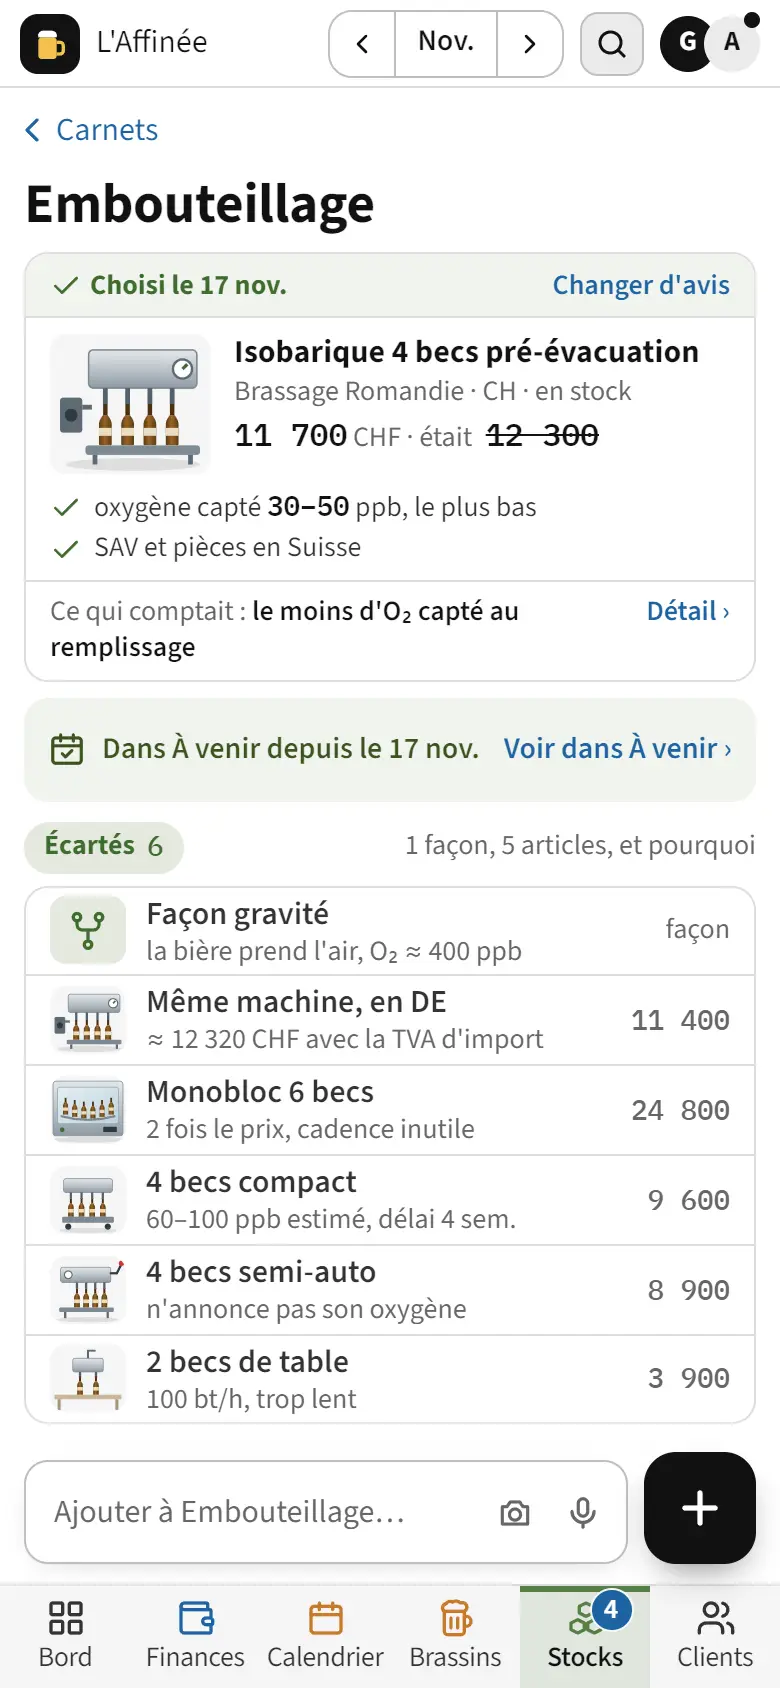 L'Affinée
Nov.
G
A
Carnets
Embouteillage
Choisi le 17 nov.
Changer d'avis
Isobarique 4 becs pré-évacuation
Brassage Romandie · CH · en stock
11 700 CHF · était 12 300
oxygène capté 30–50 ppb, le plus bas
SAV et pièces en Suisse
Ce qui comptait : le moins d'O₂ capté au
remplissage
Détail ›
Dans À venir depuis le 17 nov.
Voir dans À venir ›
Écartés 6
1 façon, 5 articles, et pourquoi
Façon gravité
la bière prend l'air, O₂ ≈ 400 ppb
façon
Même machine, en DE
≈ 12 320 CHF avec la TVA d'import
11 400
Monobloc 6 becs
2 fois le prix, cadence inutile
24 800
4 becs compact
60–100 ppb estimé, délai 4 sem.
9 600
4 becs semi-auto
n'annonce pas son oxygène
8 900
2 becs de table
100 bt/h, trop lent
3 900
Ajouter à Embouteillage…
Bord
Finances
Calendrier
Brassins
4
Stocks
Clients